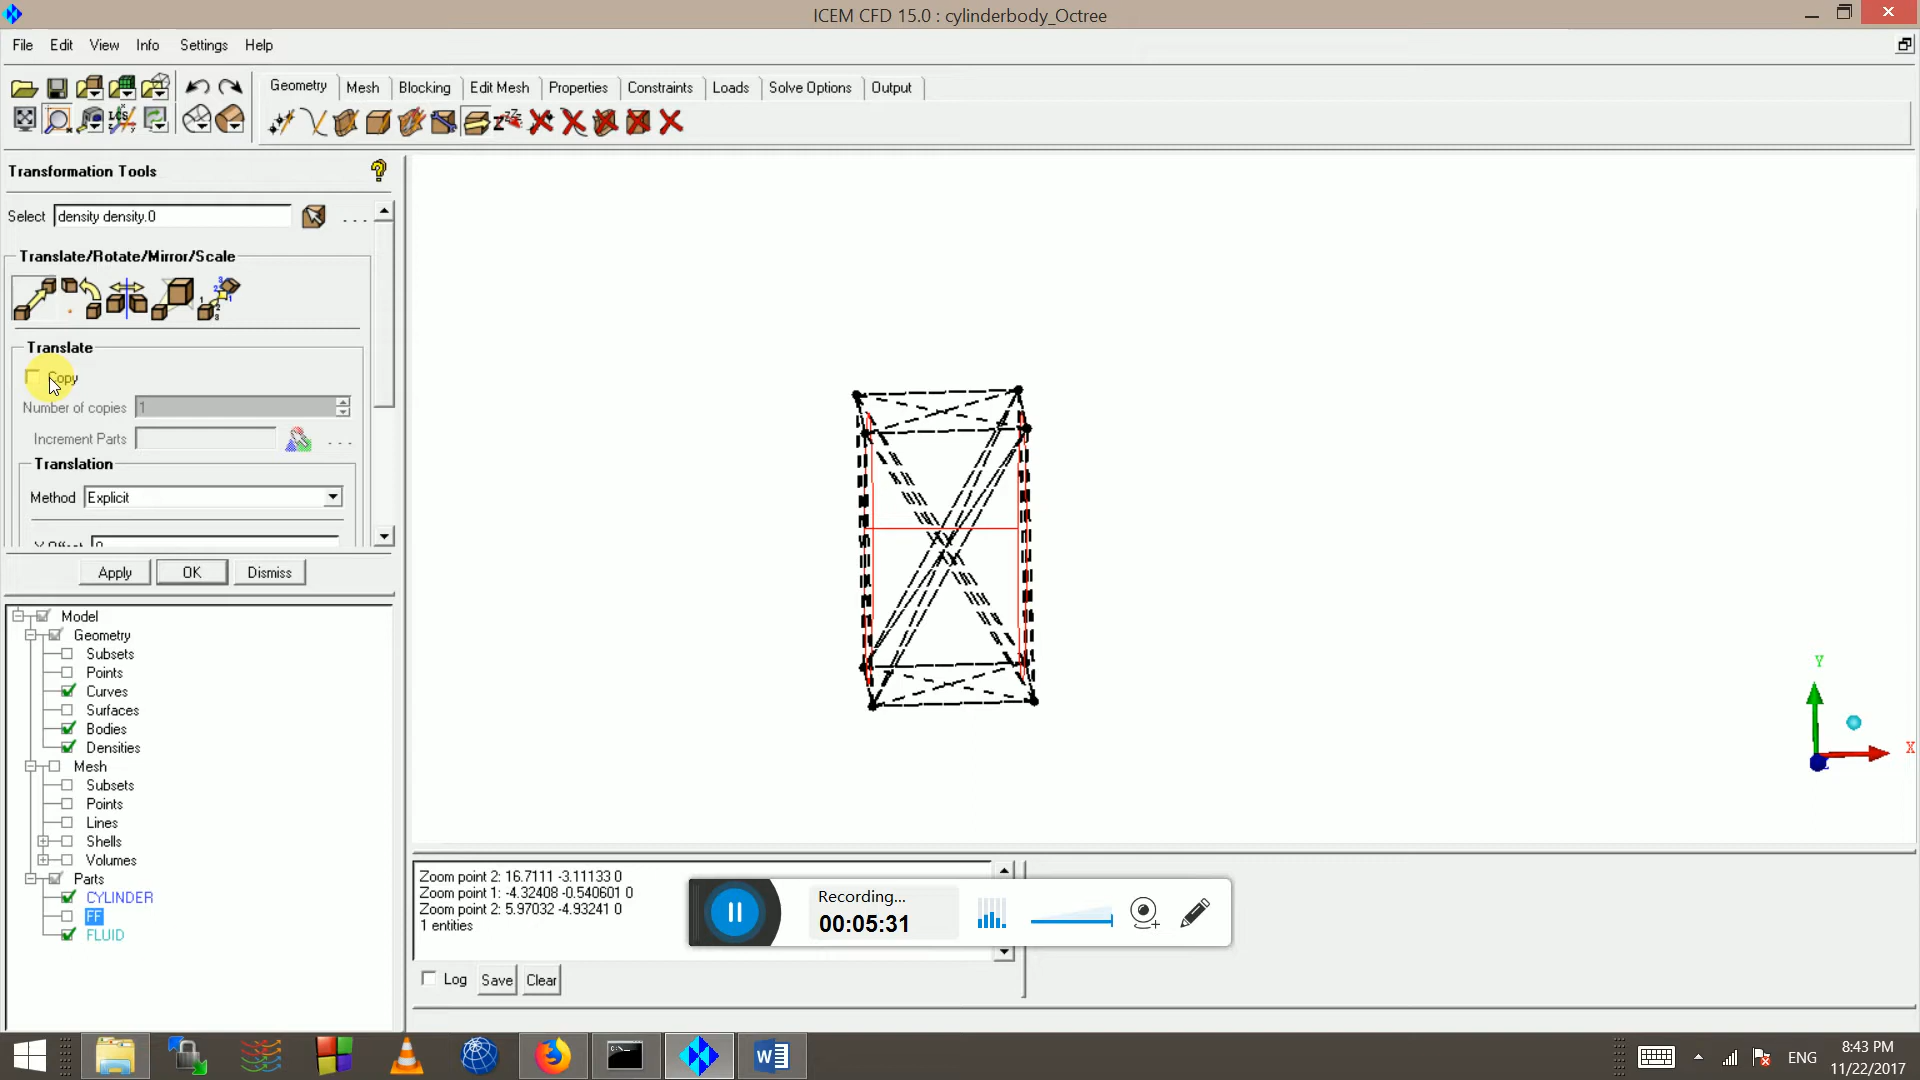 ICEM CFD 15.0 : cylinderbody_Octree
File Edit View Info Settings Help
Geometry Mesh Blocking Edit Mesh Properties Constraints Loads Solve Options Output
LCS
Transformation Tools
Select density density.0
Translate/Rotate/Mirror/Scale
Translate
Copy
Number of copies 1
Increment Parts
Translation
Method Explicit
Apply OK Dismiss
Model
Geometry
Subsets
Points
Curves
Surfaces
Bodies
Densities
Mesh
Subsets
Points
Lines
Shells
Volumes
Parts
CYLINDER
FF
FLUID
Y
X
Zoom point 2: 16.7111 -3.11133 0
Zoom point 1: -4.32408 -0.540601 0
Zoom point 2: 5.97032 -4.93241 0
1 entities
Log Save Clear
Recording...
00:05:31
ENG
8:43 PM
11/22/2017